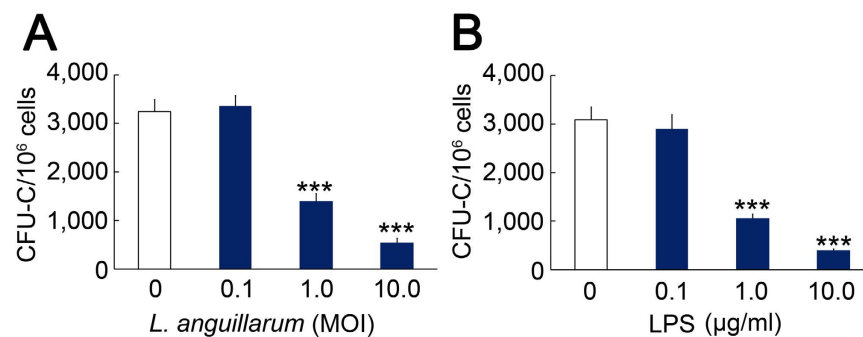 A
CFU-C/10⁶ cells
4,000
3,000
2,000
1,000
0
***
***
0 0.1 1.0 10.0
L. anguillarum (MOI)
B
CFU-C/10⁶ cells
4,000
3,000
2,000
1,000
0
***
***
0 0.1 1.0 10.0
LPS (µg/ml)